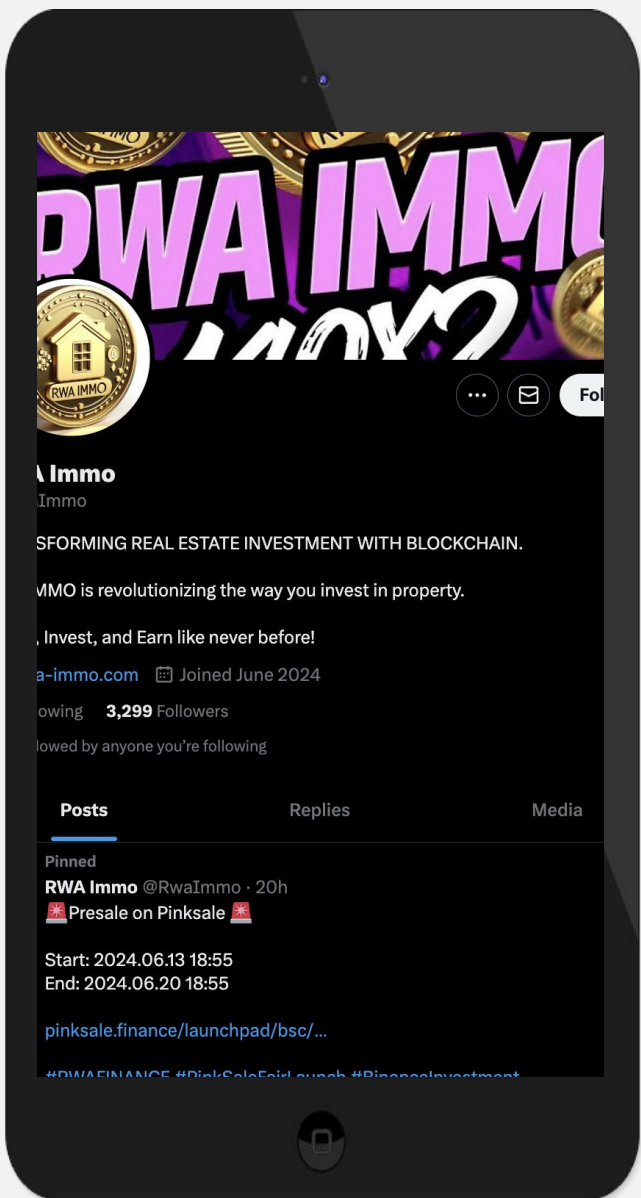 RWA IMMO
RWA IMMO
A Immo
Immo
SFORMING REAL ESTATE INVESTMENT WITH BLOCKCHAIN.
MMO is revolutionizing the way you invest in property.
, Invest, and Earn like never before!
a-immo.com Joined June 2024
owing 3,299 Followers
lowed by anyone you're following
Posts Replies Media
Pinned
RWA Immo @RwaImmo · 20h
🚨Presale on Pinksale 🚨
Start: 2024.06.13 18:55
End: 2024.06.20 18:55
pinksale.finance/launchpad/bsc/...
#RWAFINANCE #PinkSaleFairLaunch #BinanceInvestment